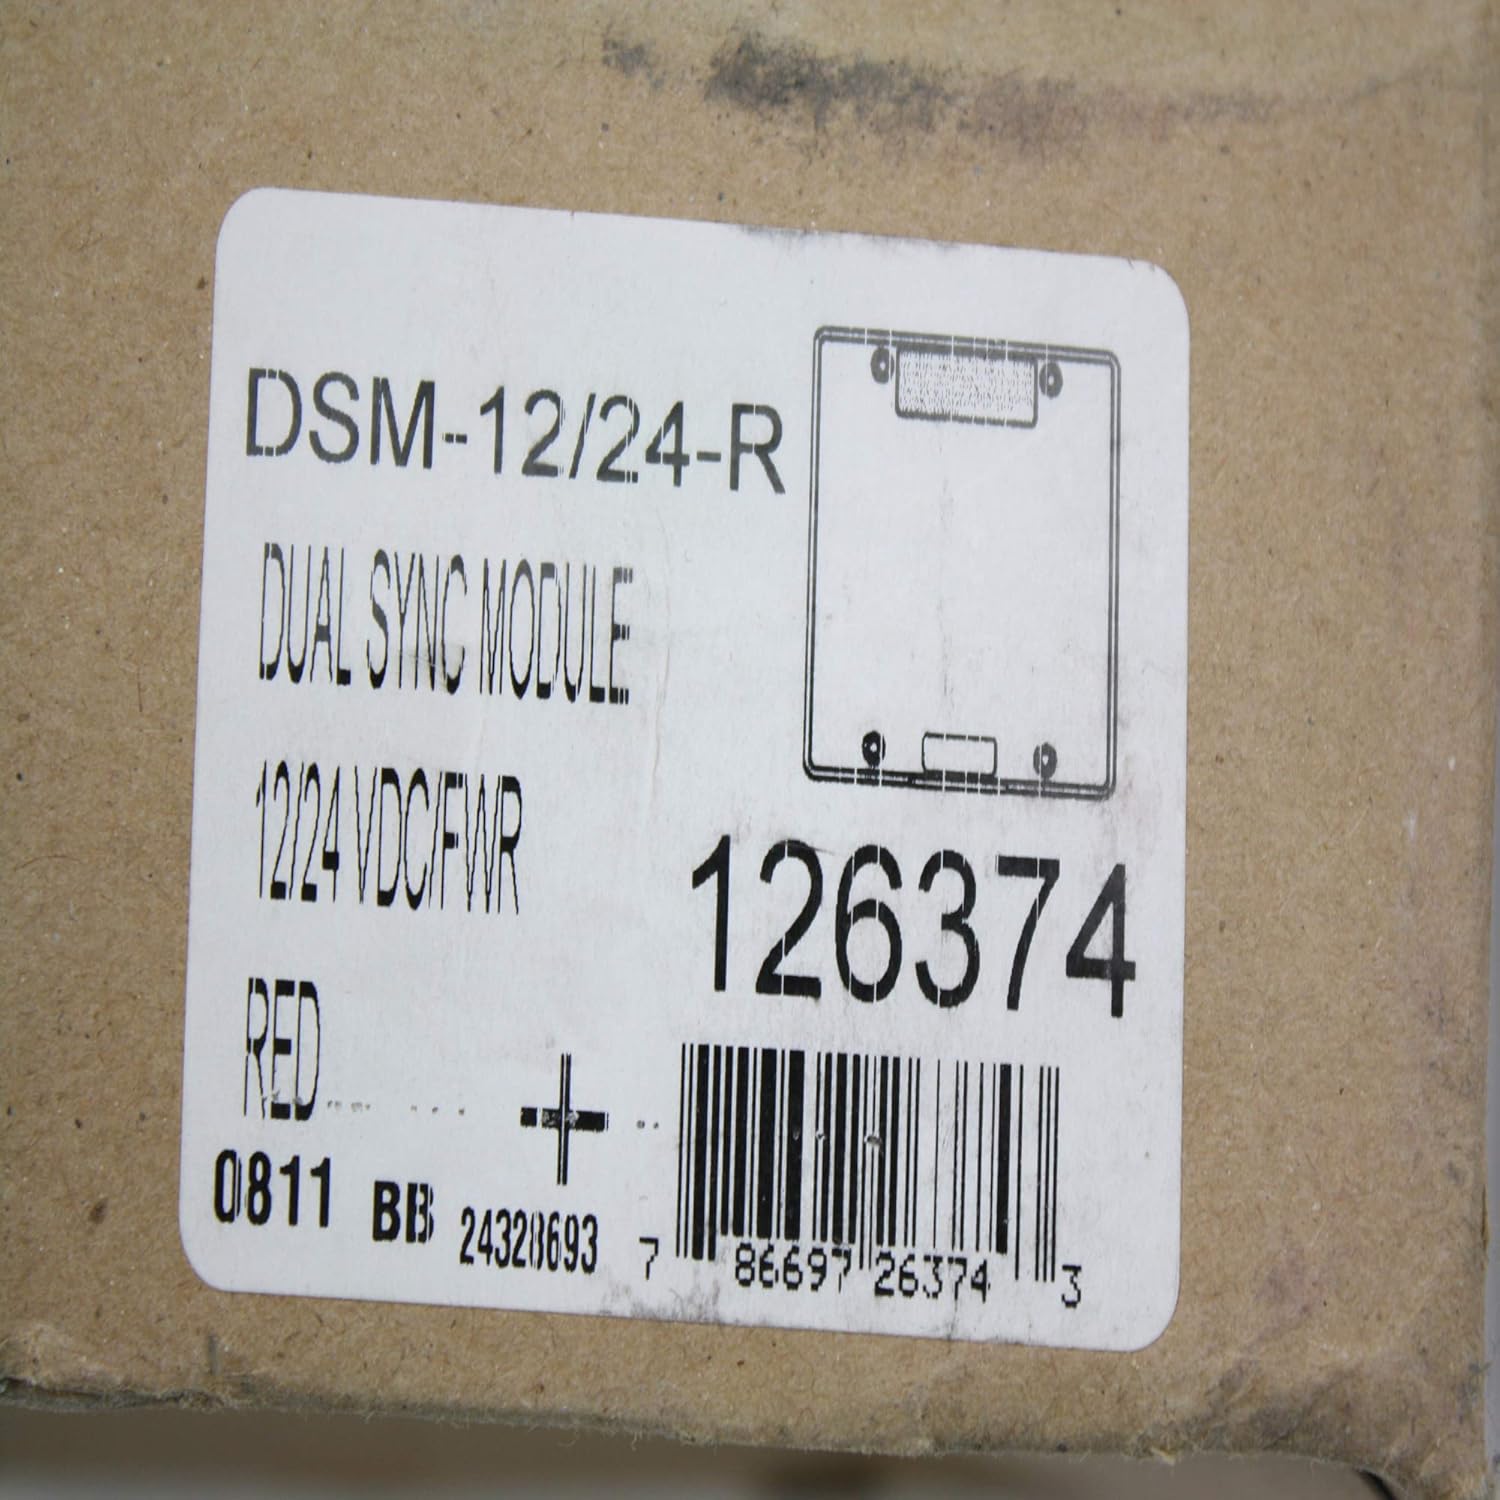 DSM-12/24-R
DUAL SYNC MODULE
12/24 VDC/FWR
RED
126374
0811 BB 24328693
7 86697 26374 3